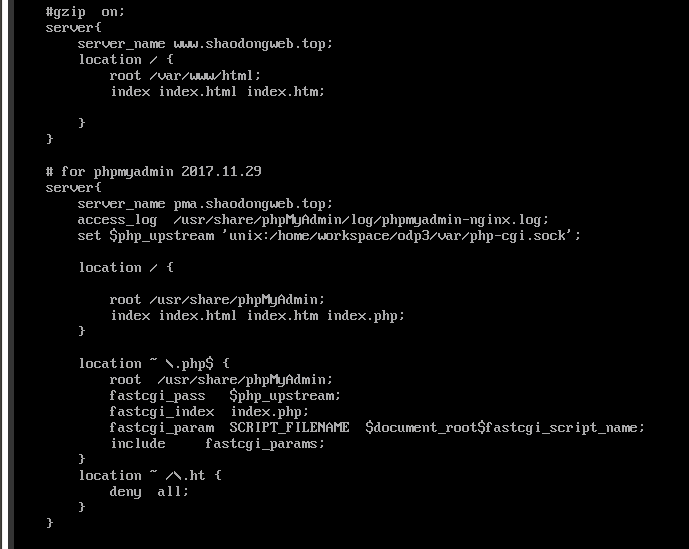 #gzip  on;
server{
    server_name www.shaodongweb.top;
    location / {
        root /var/www/html;
        index index.html index.htm;

    }
}

# for phpmyadmin 2017.11.29
server{
    server_name pma.shaodongweb.top;
    access_log  /usr/share/phpMyAdmin/log/phpmyadmin-nginx.log;
    set $php_upstream 'unix:/home/workspace/odp3/var/php-cgi.sock';

    location / {

        root /usr/share/phpMyAdmin;
        index index.html index.htm index.php;
    }

    location ~ \.php$ {
        root  /usr/share/phpMyAdmin;
        fastcgi_pass   $php_upstream;
        fastcgi_index  index.php;
        fastcgi_param  SCRIPT_FILENAME  $document_root$fastcgi_script_name;
        include     fastcgi_params;
    }
    location ~ /\.ht {
        deny  all;
    }
}